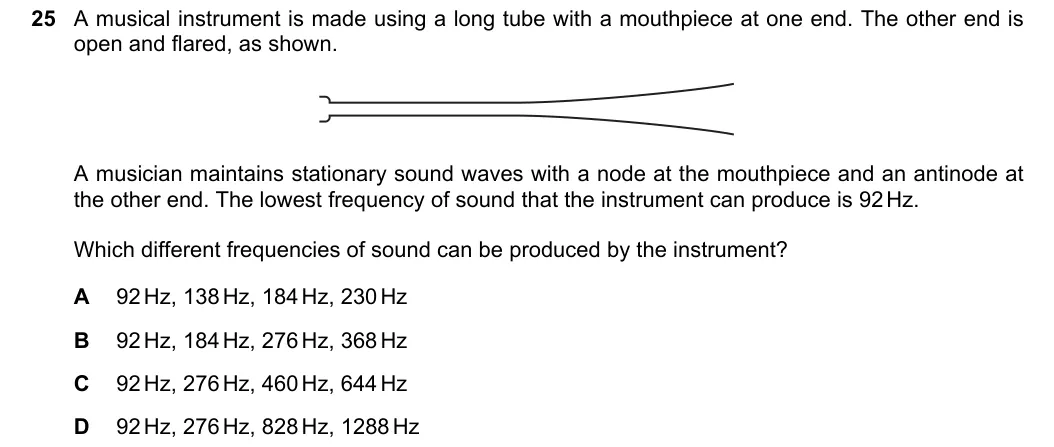 25 A musical instrument is made using a long tube with a mouthpiece at one end. The other end is
open and flared, as shown.
A musician maintains stationary sound waves with a node at the mouthpiece and an antinode at
the other end. The lowest frequency of sound that the instrument can produce is 92 Hz.
Which different frequencies of sound can be produced by the instrument?
A 92 Hz, 138 Hz, 184 Hz, 230 Hz
B 92 Hz, 184 Hz, 276 Hz, 368 Hz
C 92 Hz, 276 Hz, 460 Hz, 644 Hz
D 92 Hz, 276 Hz, 828 Hz, 1288 Hz